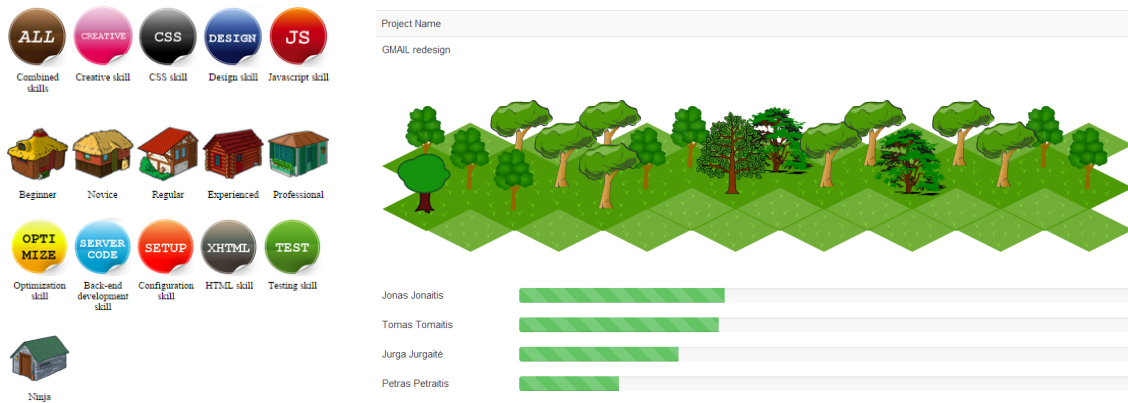 ALL
CREATIVE
CSS
DESIGN
JS
Combined
skills
Creative skill
CSS skill
Design skill
Javascript skill
Beginner
Novice
Regular
Experienced
Professional
OPTI
MIZE
SERVER
CODE
SETUP
XHTML
TEST
Optimization
skill
Back-end
development
skill
Configuration
skill
HTML skill
Testing skill
Ninja
Project Name
GMAIL redesign
Jonas Jonaitis
Tomas Tomaitis
Jurga Jurgaitė
Petras Petraitis